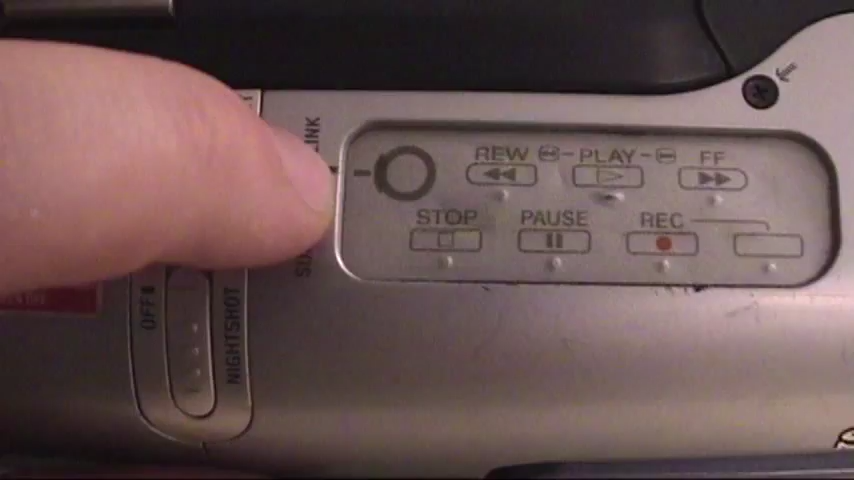 REW PLAY FF
STOP PAUSE REC
LINK
OFF
NIGHTSHOT